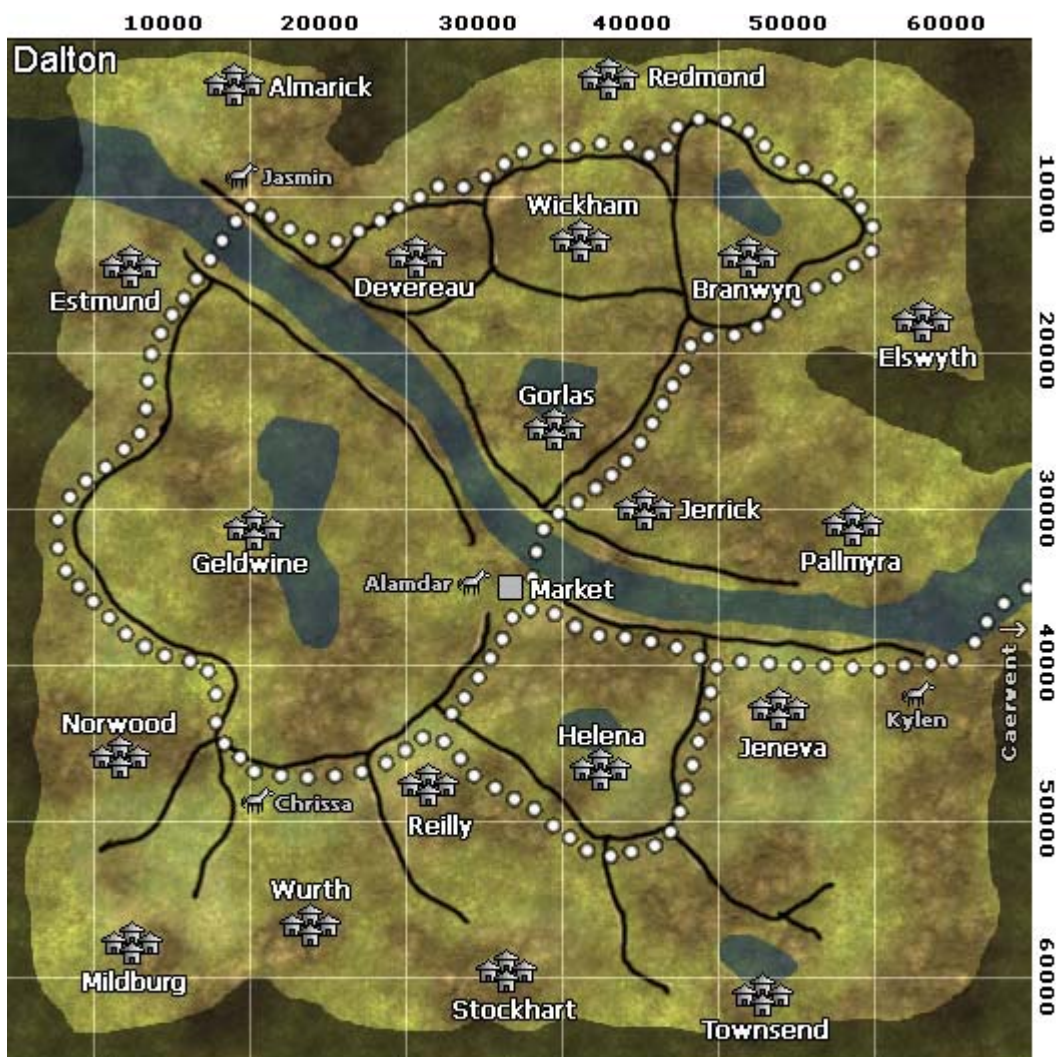 10000 20000 30000 40000 50000 60000
Dalton
Almarick
Redmond
Jasmin
10000
Wickham
Estmund
Devereau
Branwyn
20000
Elswyth
Gorlas
30000
Jerrick
Geldwine
Pallmyra
Alamdar
Market
40000
Caerwent →
Norwood
Helena
Jeneva
Kylen
Chrissa
Reilly
50000
Wurth
Mildburg
Stockhart
Townsend
60000